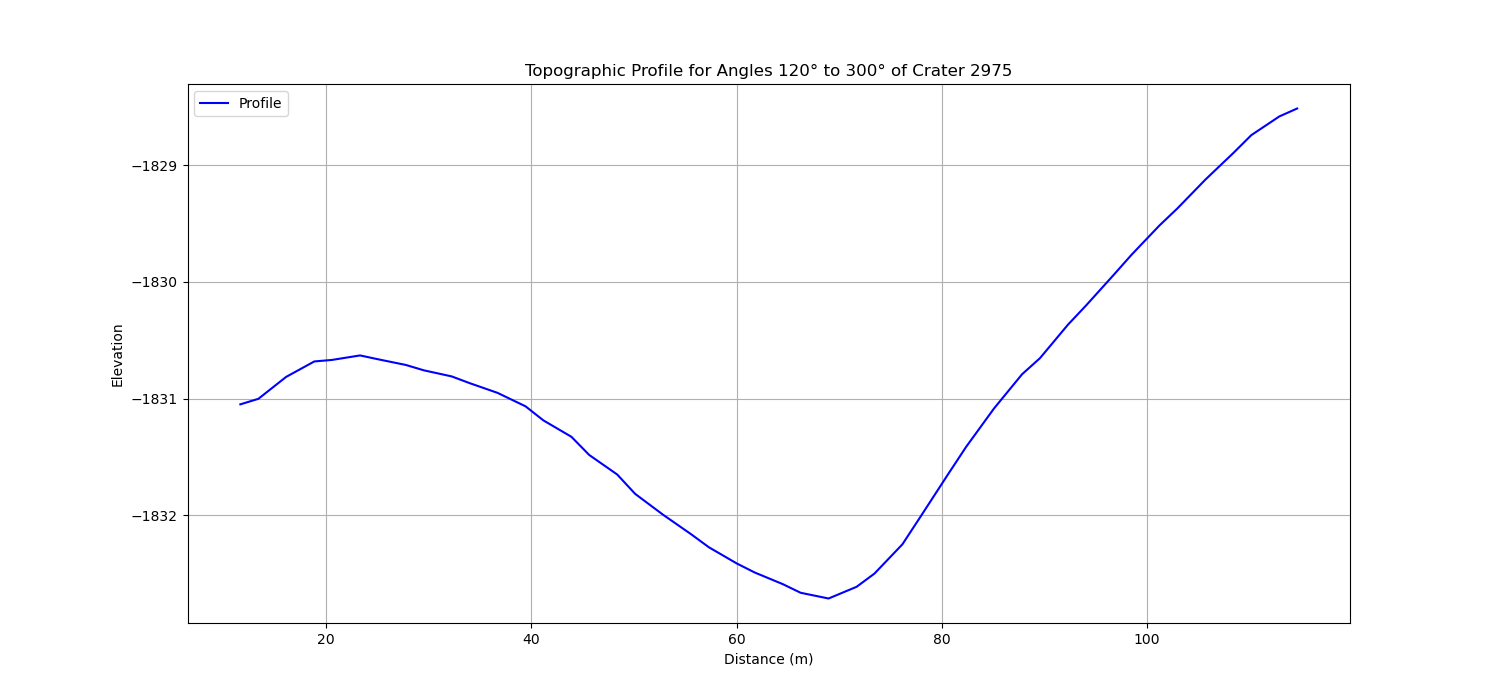 Topographic Profile for Angles 120° to 300° of Crater 2975
Profile
−1829
−1830
−1831
−1832
Elevation
20 40 60 80 100
Distance (m)